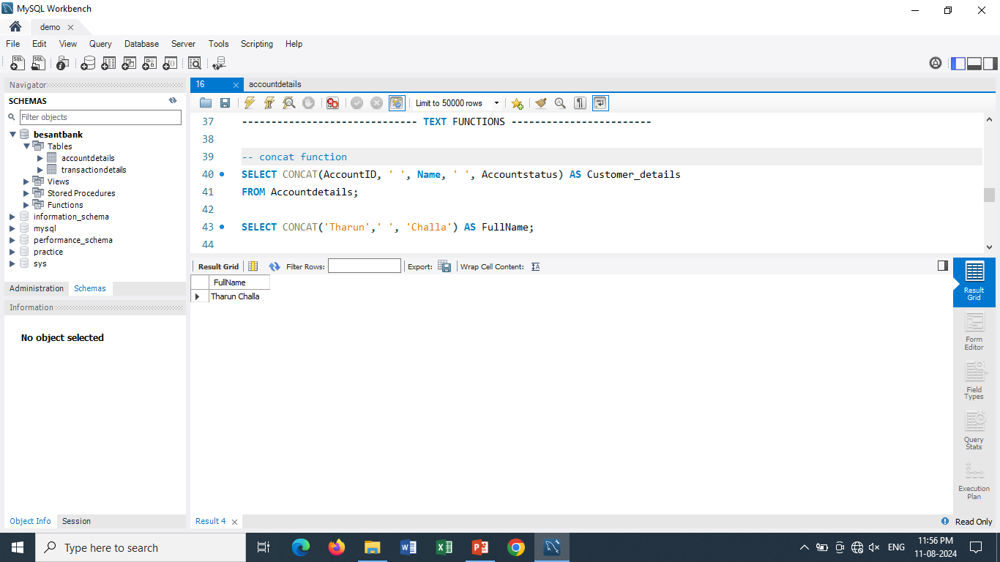 MySQL Workbench
demo
File Edit View Query Database Server Tools Scripting Help
Navigator
SCHEMAS
Filter objects
besantbank
Tables
accountdetails
transactiondetails
Views
Stored Procedures
Functions
information_schema
mysql
performance_schema
practice
sys
Administration Schemas
Information
No object selected
Object Info Session
16 accountdetails
Limit to 50000 rows
37 ------------------------------ TEXT FUNCTIONS ------------------------
38
39 -- concat function
40 SELECT CONCAT(AccountID, ' ', Name, ' ', Accountstatus) AS Customer_details
41 FROM Accountdetails;
42
43 SELECT CONCAT('Tharun',' ', 'Challa') AS FullName;
44
Result Grid Filter Rows: Export: Wrap Cell Content:
FullName
Tharun Challa
Result Grid
Form Editor
Field Types
Query Stats
Execution Plan
Result 4
Read Only
Type here to search
ENG
11:56 PM
11-08-2024